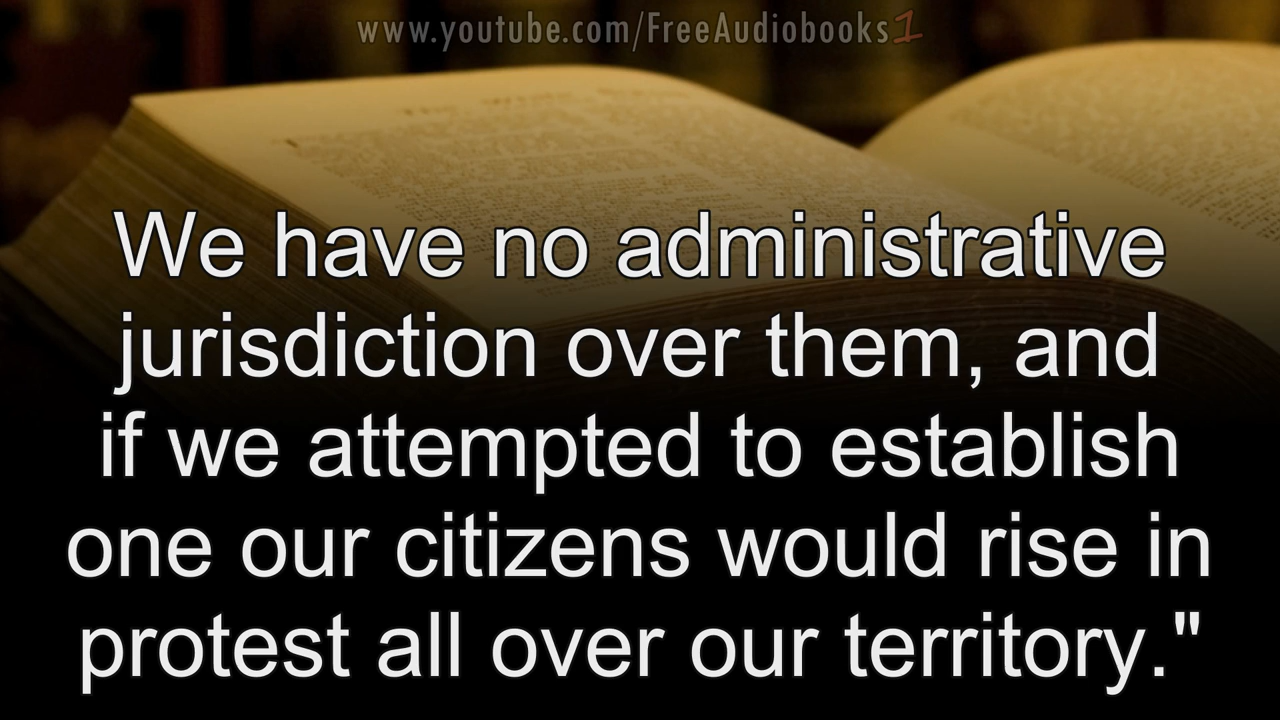 www.youtube.com/FreeAudiobooks1
We have no administrative
jurisdiction over them, and
if we attempted to establish
one our citizens would rise in
protest all over our territory."